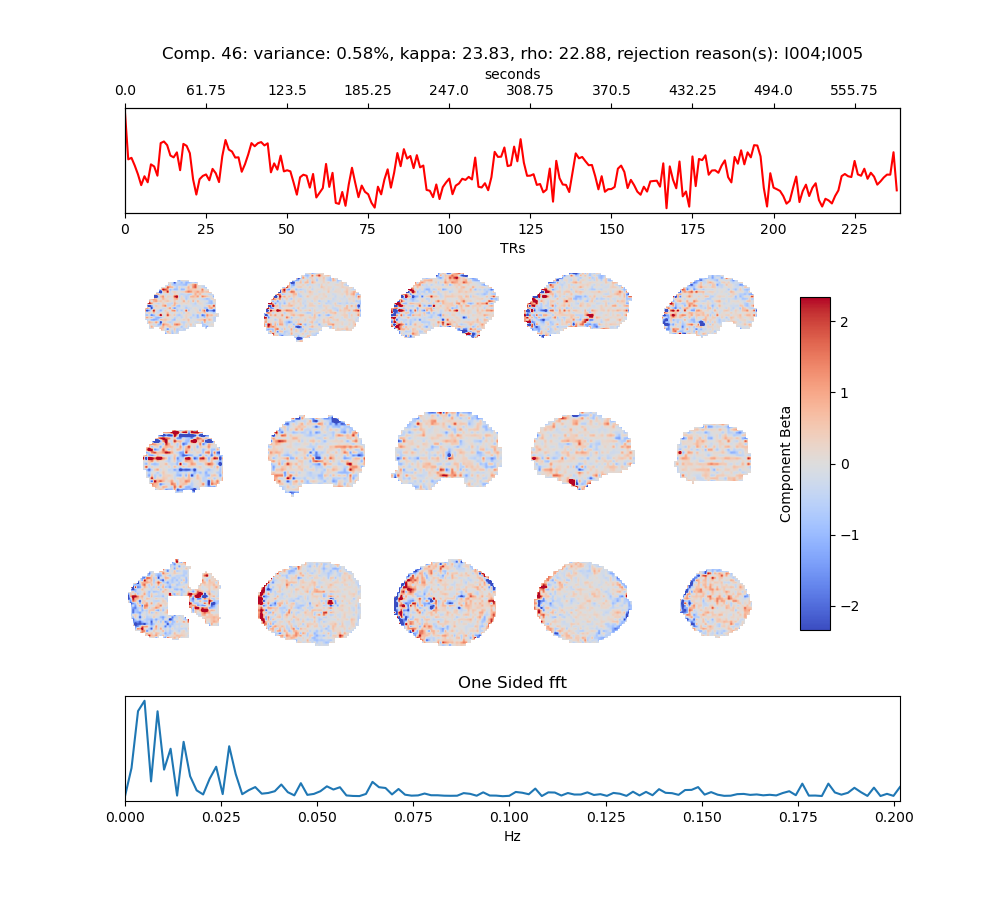 Comp. 46: variance: 0.58%, kappa: 23.83, rho: 22.88, rejection reason(s): I004;I005
seconds
0.0 61.75 123.5 185.25 247.0 308.75 370.5 432.25 494.0 555.75
0 25 50 75 100 125 150 175 200 225
TRs
2
1
0
−1
−2
Component Beta
One Sided fft
0.000 0.025 0.050 0.075 0.100 0.125 0.150 0.175 0.200
Hz